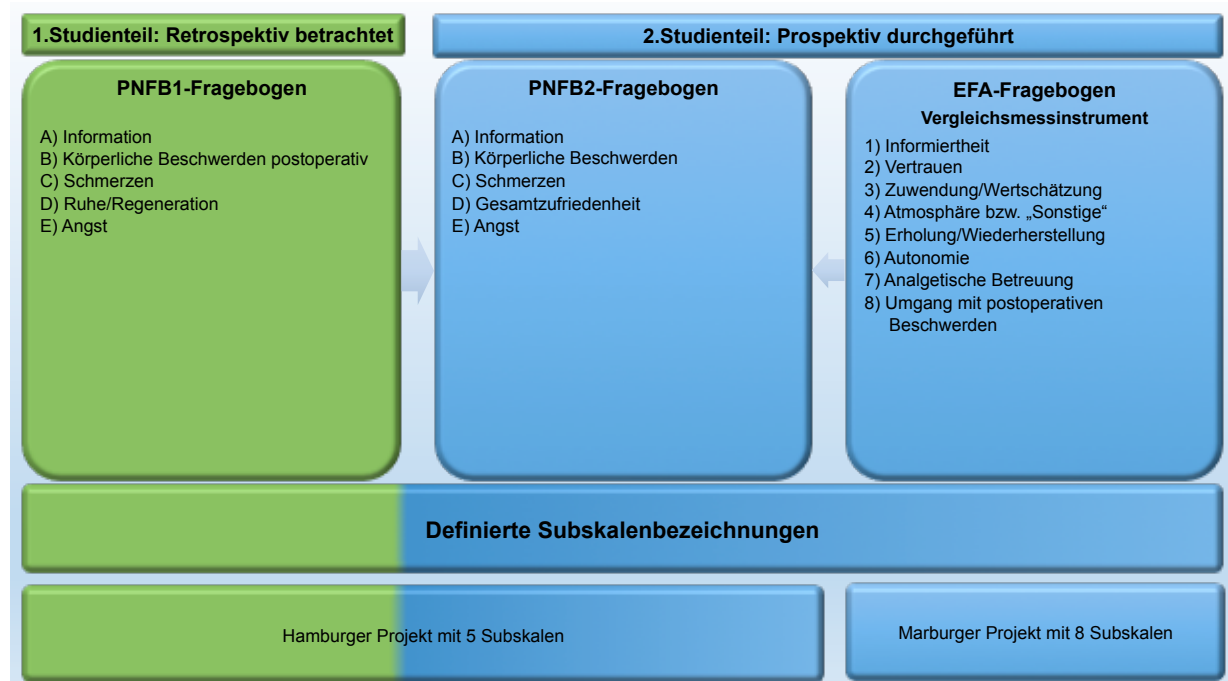 1.Studienteil: Retrospektiv betrachtet
2.Studienteil: Prospektiv durchgeführt
PNFB1-Fragebogen
A) Information
B) Körperliche Beschwerden postoperativ
C) Schmerzen
D) Ruhe/Regeneration
E) Angst
PNFB2-Fragebogen
A) Information
B) Körperliche Beschwerden
C) Schmerzen
D) Gesamtzufriedenheit
E) Angst
EFA-Fragebogen
Vergleichsmessinstrument
1) Informiertheit
2) Vertrauen
3) Zuwendung/Wertschätzung
4) Atmosphäre bzw. „Sonstige“
5) Erholung/Wiederherstellung
6) Autonomie
7) Analgetische Betreuung
8) Umgang mit postoperativen
Beschwerden
Definierte Subskalenbezeichnungen
Hamburger Projekt mit 5 Subskalen
Marburger Projekt mit 8 Subskalen